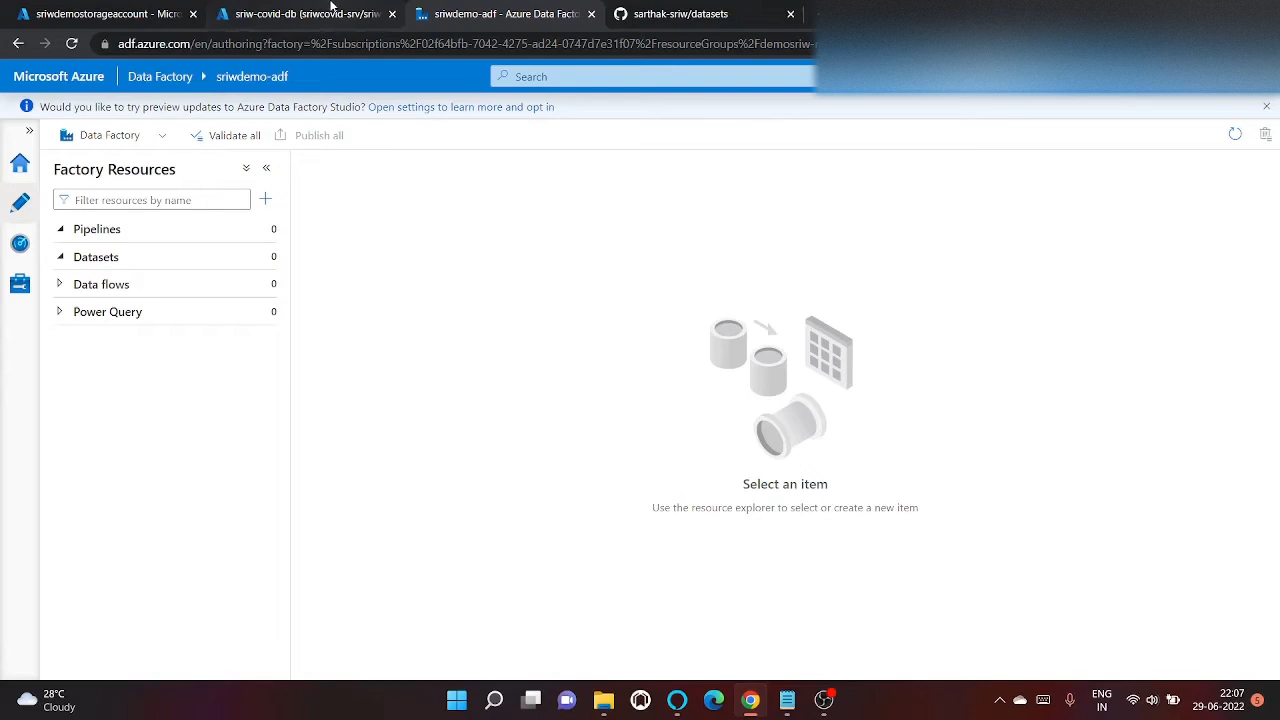 sriwdemostorageaccount - Micro
sriw-covid-db (sriwcovid-srv/sriw
sriwdemo-adf - Azure Data Facto
sarthak-sriw/datasets
adf.azure.com/en/authoring?factory=%2Fsubscriptions%2F02f64bfb-7042-4275-ad24-0747d7e31f07%2FresourceGroups%2Fdemosriw-
Microsoft Azure
Data Factory
sriwdemo-adf
Search
Would you like to try preview updates to Azure Data Factory Studio? Open settings to learn more and opt in
Data Factory
Validate all
Publish all
Factory Resources
Filter resources by name
Pipelines 0
Datasets 0
Data flows 0
Power Query 0
Select an item
Use the resource explorer to select or create a new item
28°C
Cloudy
ENG
IN
22:07
29-06-2022
5